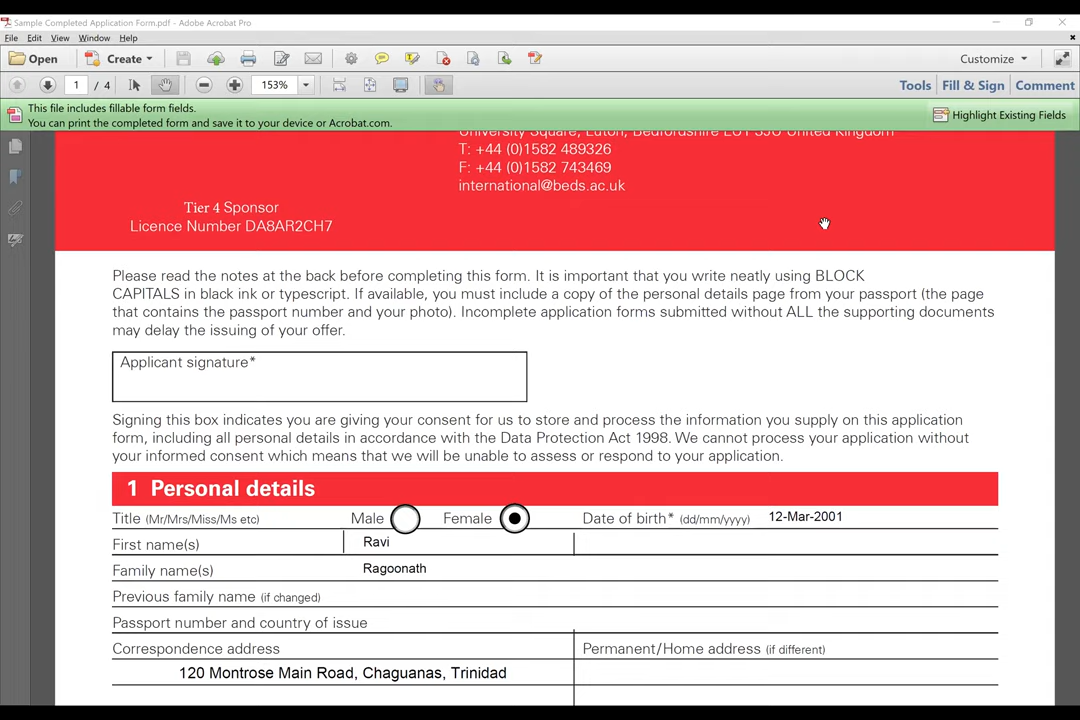 Sample Completed Application Form.pdf - Adobe Acrobat Pro
File Edit View Window Help
Open Create Customize
1 / 4 153% Tools Fill & Sign Comment
This file includes fillable form fields.
You can print the completed form and save it to your device or Acrobat.com.
Highlight Existing Fields
University Square, Luton, Bedfordshire LU1 3JU United Kingdom
T: +44 (0)1582 489326
F: +44 (0)1582 743469
international@beds.ac.uk
Tier 4 Sponsor
Licence Number DA8AR2CH7
Please read the notes at the back before completing this form. It is important that you write neatly using BLOCK
CAPITALS in black ink or typescript. If available, you must include a copy of the personal details page from your passport (the page
that contains the passport number and your photo). Incomplete application forms submitted without ALL the supporting documents
may delay the issuing of your offer.
Applicant signature*
Signing this box indicates you are giving your consent for us to store and process the information you supply on this application
form, including all personal details in accordance with the Data Protection Act 1998. We cannot process your application without
your informed consent which means that we will be unable to assess or respond to your application.
1 Personal details
Title (Mr/Mrs/Miss/Ms etc) Male Female Date of birth* (dd/mm/yyyy) 12-Mar-2001
First name(s) Ravi
Family name(s) Ragoonath
Previous family name (if changed)
Passport number and country of issue
Correspondence address Permanent/Home address (if different)
120 Montrose Main Road, Chaguanas, Trinidad